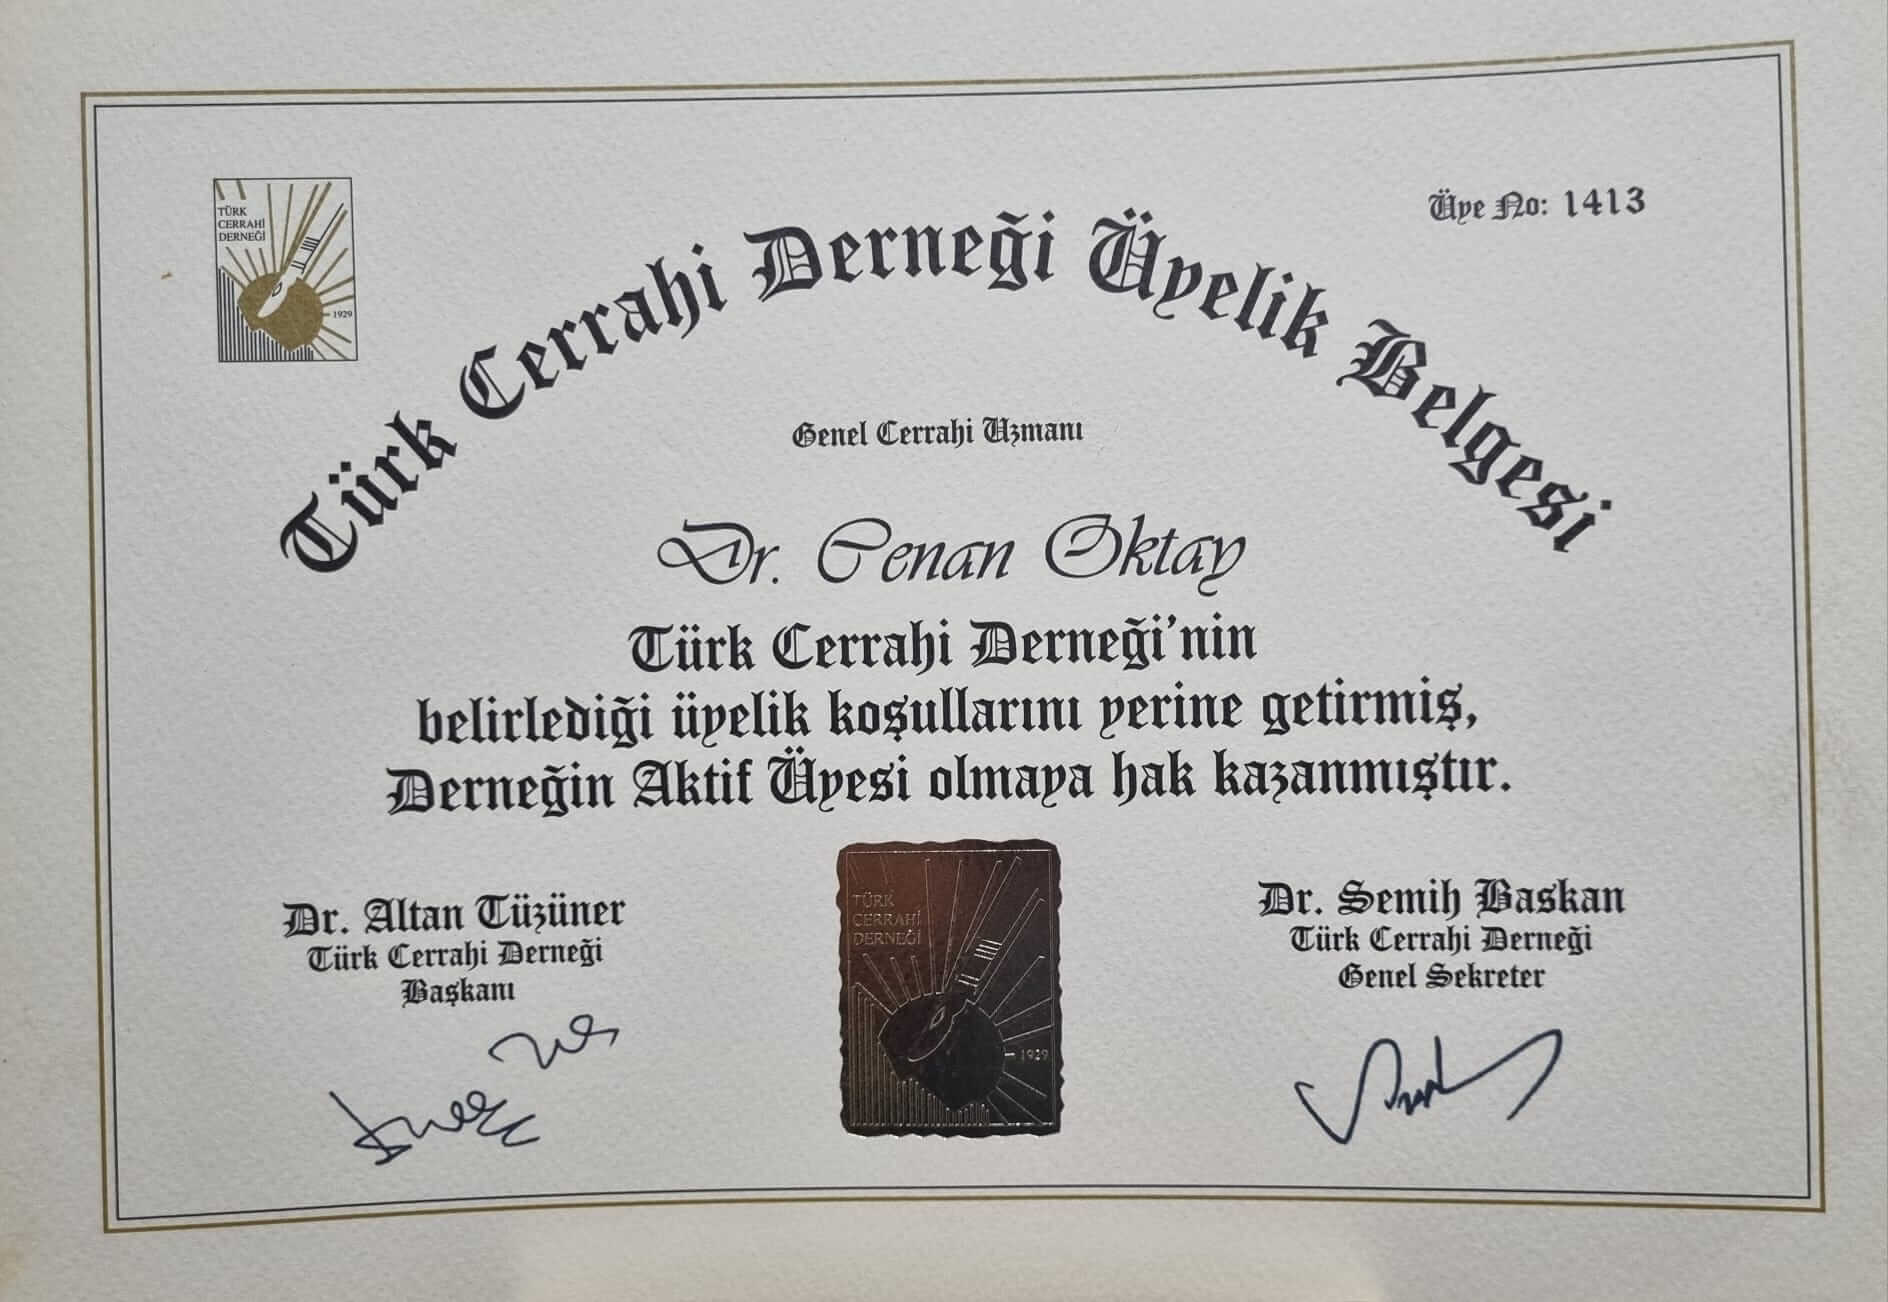 TÜRK
CERRAHİ
DERNEĞİ
1929
Üye No: 1413
Türk Cerrahi Derneği Üyelik Belgesi
Genel Cerrahi Uzmanı
Dr. Cenan Oktay
Türk Cerrahi Derneği'nin
belirlediği üyelik koşullarını yerine getirmiş,
Derneğin Aktif Üyesi olmaya hak kazanmıştır.
Dr. Altan Tüzüner
Türk Cerrahi Derneği
Başkanı
TÜRK
CERRAHİ
DERNEĞİ
1929
Dr. Semih Baskan
Türk Cerrahi Derneği
Genel Sekreter